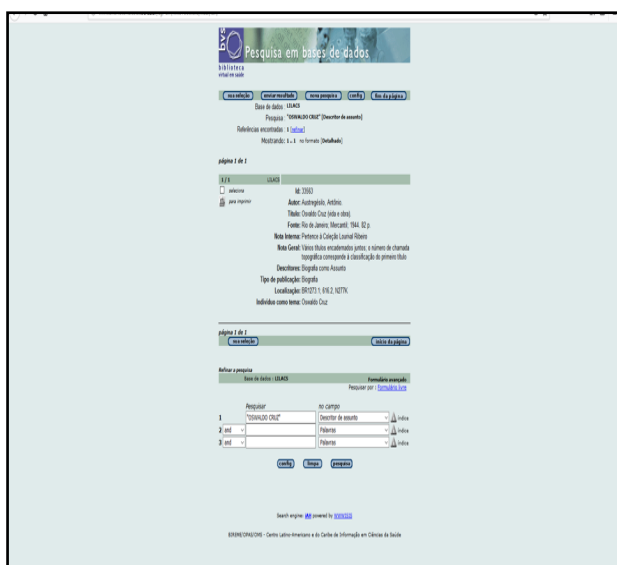 bvs
biblioteca
virtual em saúde
Pesquisa em bases de dados
sua seleção enviar resultado nova pesquisa config fim da página
Base de dados : LILACS
Pesquisa : "OSWALDO CRUZ" [Descritor de assunto]
Referências encontradas : 1 [refinar]
Mostrando: 1 .. 1 no formato [Detalhado]
página 1 de 1
1 / 1 LILACS
seleciona
para imprimir
Id: 33663
Autor: Austregésilo, Antônio.
Título: Osvaldo Cruz (vida e obra).
Fonte: Rio de Janeiro; Mercantil; 1944. 82 p.
Nota Interna: Pertence à Coleção Lourival Ribeiro
Nota Geral: Vários títulos encadernados juntos; o número de chamada
topográfica corresponde à classificação do primeiro título
Descritores: Biografia como Assunto
Tipo de publicação: Biografia
Localização: BR1273.1; 616.2, N277K
Indivíduo como tema: Oswaldo Cruz
página 1 de 1
sua seleção início da página
Refinar a pesquisa
Base de dados : LILACS Formulário avançado
Pesquisar por : Formulário livre
Pesquisar no campo
1 "OSWALDO CRUZ" Descritor de assunto índice
2 and Palavras índice
3 and Palavras índice
config limpa pesquisa
Search engine: iAH powered by WWWISIS
BIREME/OPAS/OMS - Centro Latino-Americano e do Caribe de Informação em Ciências da Saúde